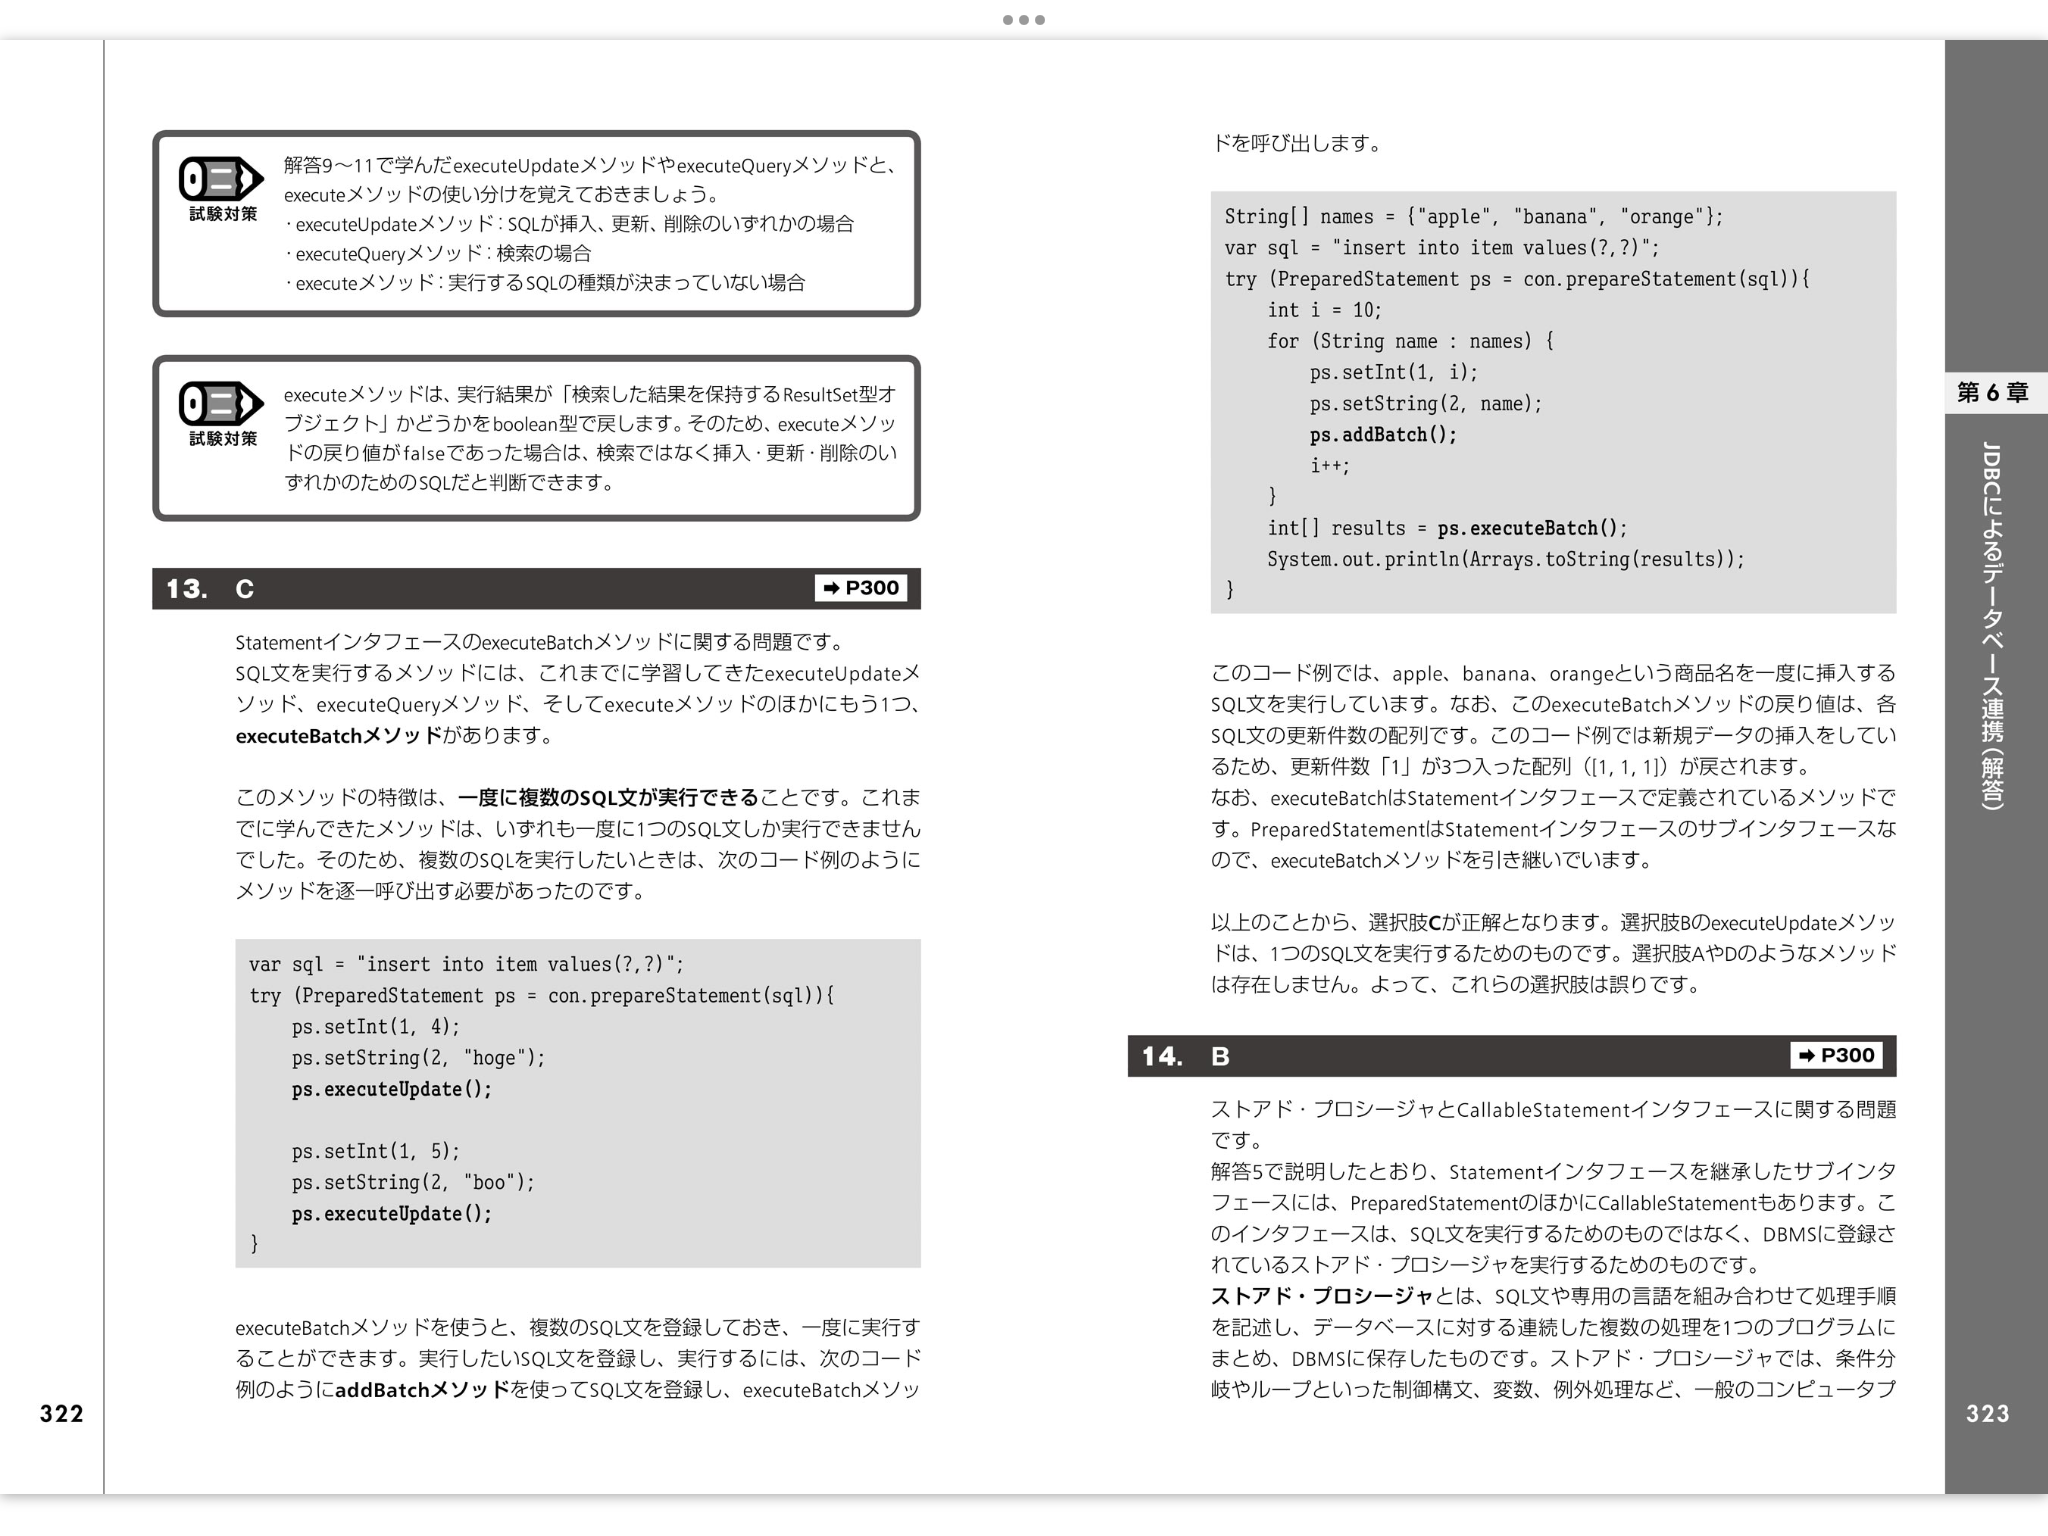 解答9～11で学んだexecuteUpdateメソッドやexecuteQueryメソッドと、
executeメソッドの使い分けを覚えておきましょう。
・executeUpdateメソッド：SQLが挿入、更新、削除のいずれかの場合
・executeQueryメソッド：検索の場合
・executeメソッド：実行するSQLの種類が決まっていない場合
試験対策
executeメソッドは、実行結果が「検索した結果を保持するResultSet型オ
ブジェクト」かどうかをboolean型で戻します。そのため、executeメソッ
ドの戻り値がfalseであった場合は、検索ではなく挿入・更新・削除のい
ずれかのためのSQLだと判断できます。
試験対策
13. C ➡ P300
StatementインタフェースのexecuteBatchメソッドに関する問題です。
SQL文を実行するメソッドには、これまでに学習してきたexecuteUpdateメ
ソッド、executeQueryメソッド、そしてexecuteメソッドのほかにもう1つ、
executeBatchメソッドがあります。
このメソッドの特徴は、一度に複数のSQL文が実行できることです。これま
でに学んできたメソッドは、いずれも一度に1つのSQL文しか実行できません
でした。そのため、複数のSQLを実行したいときは、次のコード例のように
メソッドを逐一呼び出す必要があったのです。
var sql = "insert into item values(?,?)";
try (PreparedStatement ps = con.prepareStatement(sql)){
    ps.setInt(1, 4);
    ps.setString(2, "hoge");
    ps.executeUpdate();
    ps.setInt(1, 5);
    ps.setString(2, "boo");
    ps.executeUpdate();
}
executeBatchメソッドを使うと、複数のSQL文を登録しておき、一度に実行す
ることができます。実行したいSQL文を登録し、実行するには、次のコード
例のようにaddBatchメソッドを使ってSQL文を登録し、executeBatchメソッ
322
ドを呼び出します。
String[] names = {"apple", "banana", "orange"};
var sql = "insert into item values(?,?)";
try (PreparedStatement ps = con.prepareStatement(sql)){
    int i = 10;
    for (String name : names) {
        ps.setInt(1, i);
        ps.setString(2, name);
        ps.addBatch();
        i++;
    }
    int[] results = ps.executeBatch();
    System.out.println(Arrays.toString(results));
}
このコード例では、apple、banana、orangeという商品名を一度に挿入する
SQL文を実行しています。なお、このexecuteBatchメソッドの戻り値は、各
SQL文の更新件数の配列です。このコード例では新規データの挿入をしてい
るため、更新件数「1」が3つ入った配列（[1, 1, 1]）が戻されます。
なお、executeBatchはStatementインタフェースで定義されているメソッドで
す。PreparedStatementはStatementインタフェースのサブインタフェースな
ので、executeBatchメソッドを引き継いでいます。
以上のことから、選択肢Cが正解となります。選択肢BのexecuteUpdateメソッ
ドは、1つのSQL文を実行するためのものです。選択肢AやDのようなメソッド
は存在しません。よって、これらの選択肢は誤りです。
14. B ➡ P300
ストアド・プロシージャとCallableStatementインタフェースに関する問題
です。
解答5で説明したとおり、Statementインタフェースを継承したサブインタ
フェースには、PreparedStatementのほかにCallableStatementもあります。こ
のインタフェースは、SQL文を実行するためのものではなく、DBMSに登録さ
れているストアド・プロシージャを実行するためのものです。
ストアド・プロシージャとは、SQL文や専用の言語を組み合わせて処理手順
を記述し、データベースに対する連続した複数の処理を1つのプログラムに
まとめ、DBMSに保存したものです。ストアド・プロシージャでは、条件分
岐やループといった制御構文、変数、例外処理など、一般のコンピュータプ
第6章
JDBCによるデータベース連携（解答）
323